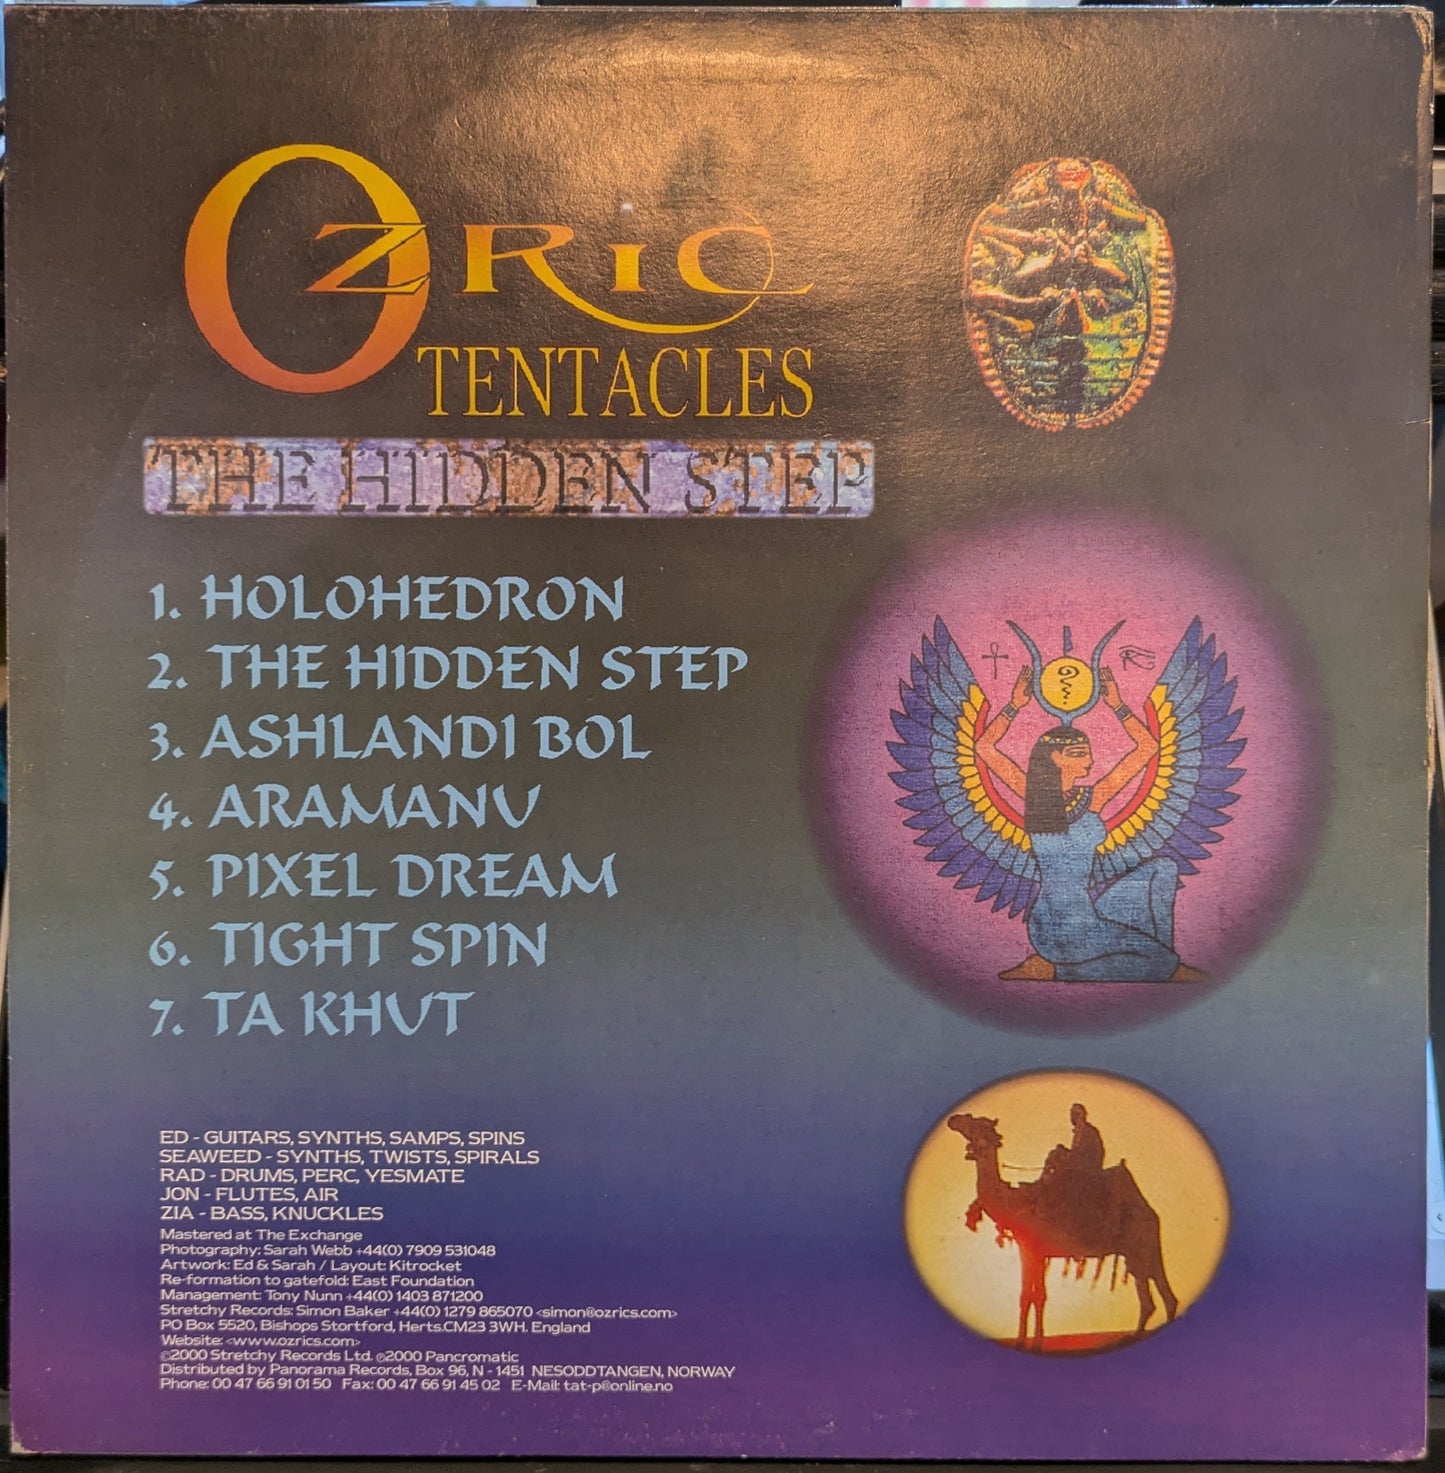 OZRIC
TENTACLES
THE HIDDEN STEP
1. HOLOHEDRON
2. THE HIDDEN STEP
3. ASHLANDI BOL
4. ARAMANU
5. PIXEL DREAM
6. TIGHT SPIN
7. TA KHUT
ED - GUITARS, SYNTHS, SAMPS, SPINS
SEAWEED - SYNTHS, TWISTS, SPIRALS
RAD - DRUMS, PERC, YESMATE
JON - FLUTES, AIR
ZIA - BASS, KNUCKLES
Mastered at The Exchange
Photography: Sarah Webb +44(0) 7909 531048
Artwork: Ed & Sarah / Layout: Kitrocket
Re-formation to gatefold: East Foundation
Management: Tony Nunn +44(0) 1403 871200
Stretchy Records: Simon Baker +44(0) 1279 865070 <simon@ozrics.com>
PO Box 5520, Bishops Stortford, Herts.CM23 3WH. England
Website: <www.ozrics.com>
©2000 Stretchy Records Ltd. ℗2000 Pancromatic
Distributed by Panorama Records, Box 96, N - 1451 NESODDTANGEN, NORWAY
Phone: 00 47 66 91 01 50 Fax: 00 47 66 91 45 02 E-Mail: tat-p@online.no